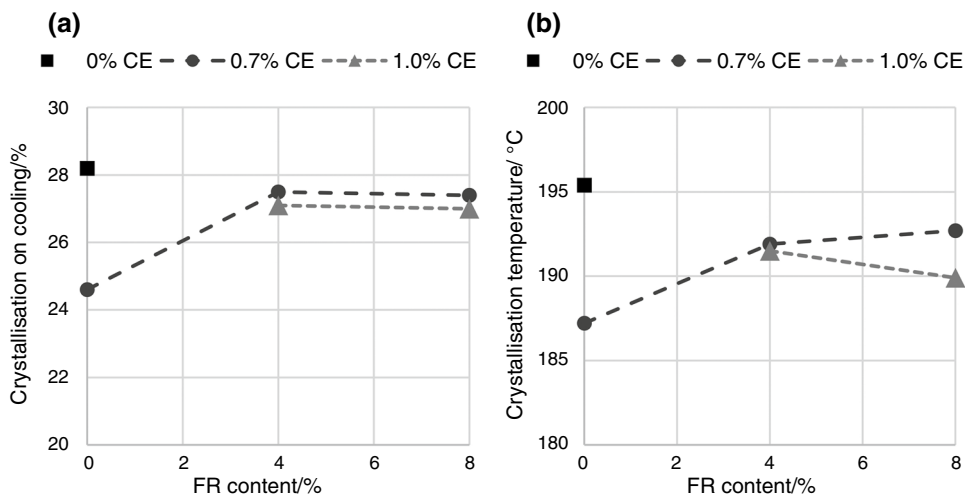 (a)
0% CE 0.7% CE 1.0% CE
30
28
26
24
22
20
0 2 4 6 8
FR content/%
Crystallisation on cooling/%
(b)
0% CE 0.7% CE 1.0% CE
200
195
190
185
180
0 2 4 6 8
FR content/%
Crystallisation temperature/ °C